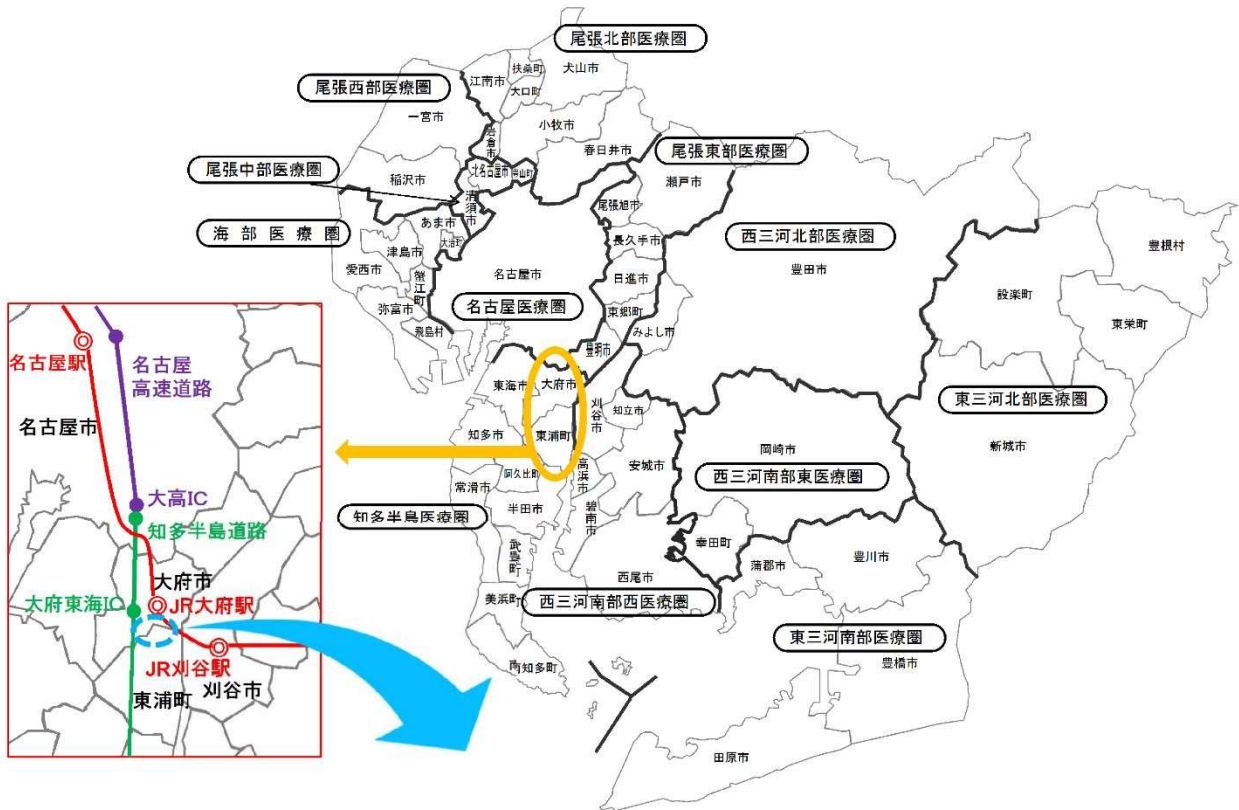 尾張北部医療圏
扶桑町
犬山市
江南市
大口町
尾張西部医療圏
一宮市
小牧市
岩倉市
春日井市
尾張東部医療圏
尾張中部医療圏
北名古屋市
稲沢市
清須市
瀬戸市
尾張旭市
海部医療圏
あま市
大治町
長久手市
西三河北部医療圏
豊田市
豊根村
津島市
愛西市
蟹江町
名古屋市
日進市
設楽町
名古屋医療圏
弥富市
飛島村
東郷町
みよし市
東栄町
豊明市
東海市
大府市
刈谷市
知立市
東三河北部医療圏
知多市
東浦町
岡崎市
新城市
阿久比町
高浜市
安城市
西三河南部東医療圏
常滑市
碧南市
知多半島医療圏
半田市
武豊町
幸田町
豊川市
蒲郡市
西尾市
美浜町
西三河南部西医療圏
東三河南部医療圏
豊橋市
南知多町
田原市
名古屋駅
名古屋
高速道路
名古屋市
大高IC
知多半島道路
大府市
大府東海IC
JR大府駅
JR刈谷駅
東浦町
刈谷市